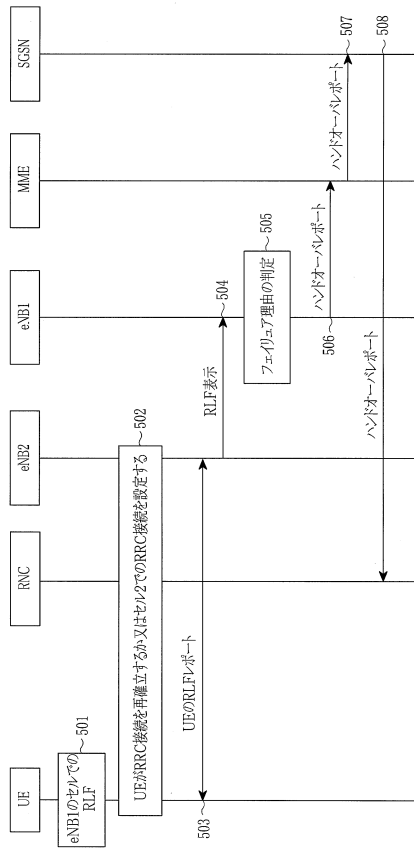 UE
RNC
eNB2
eNB1
MME
SGSN
eNB1のセルでの
RLF
501
UEがRRC接続を再確立するか又はセル2でのRRC接続を設定する
502
UEのRLFレポート
503
RLF表示
504
フェイリュア理由の判定
505
ハンドオーバレポート
506
ハンドオーバレポート
507
ハンドオーバレポート
508